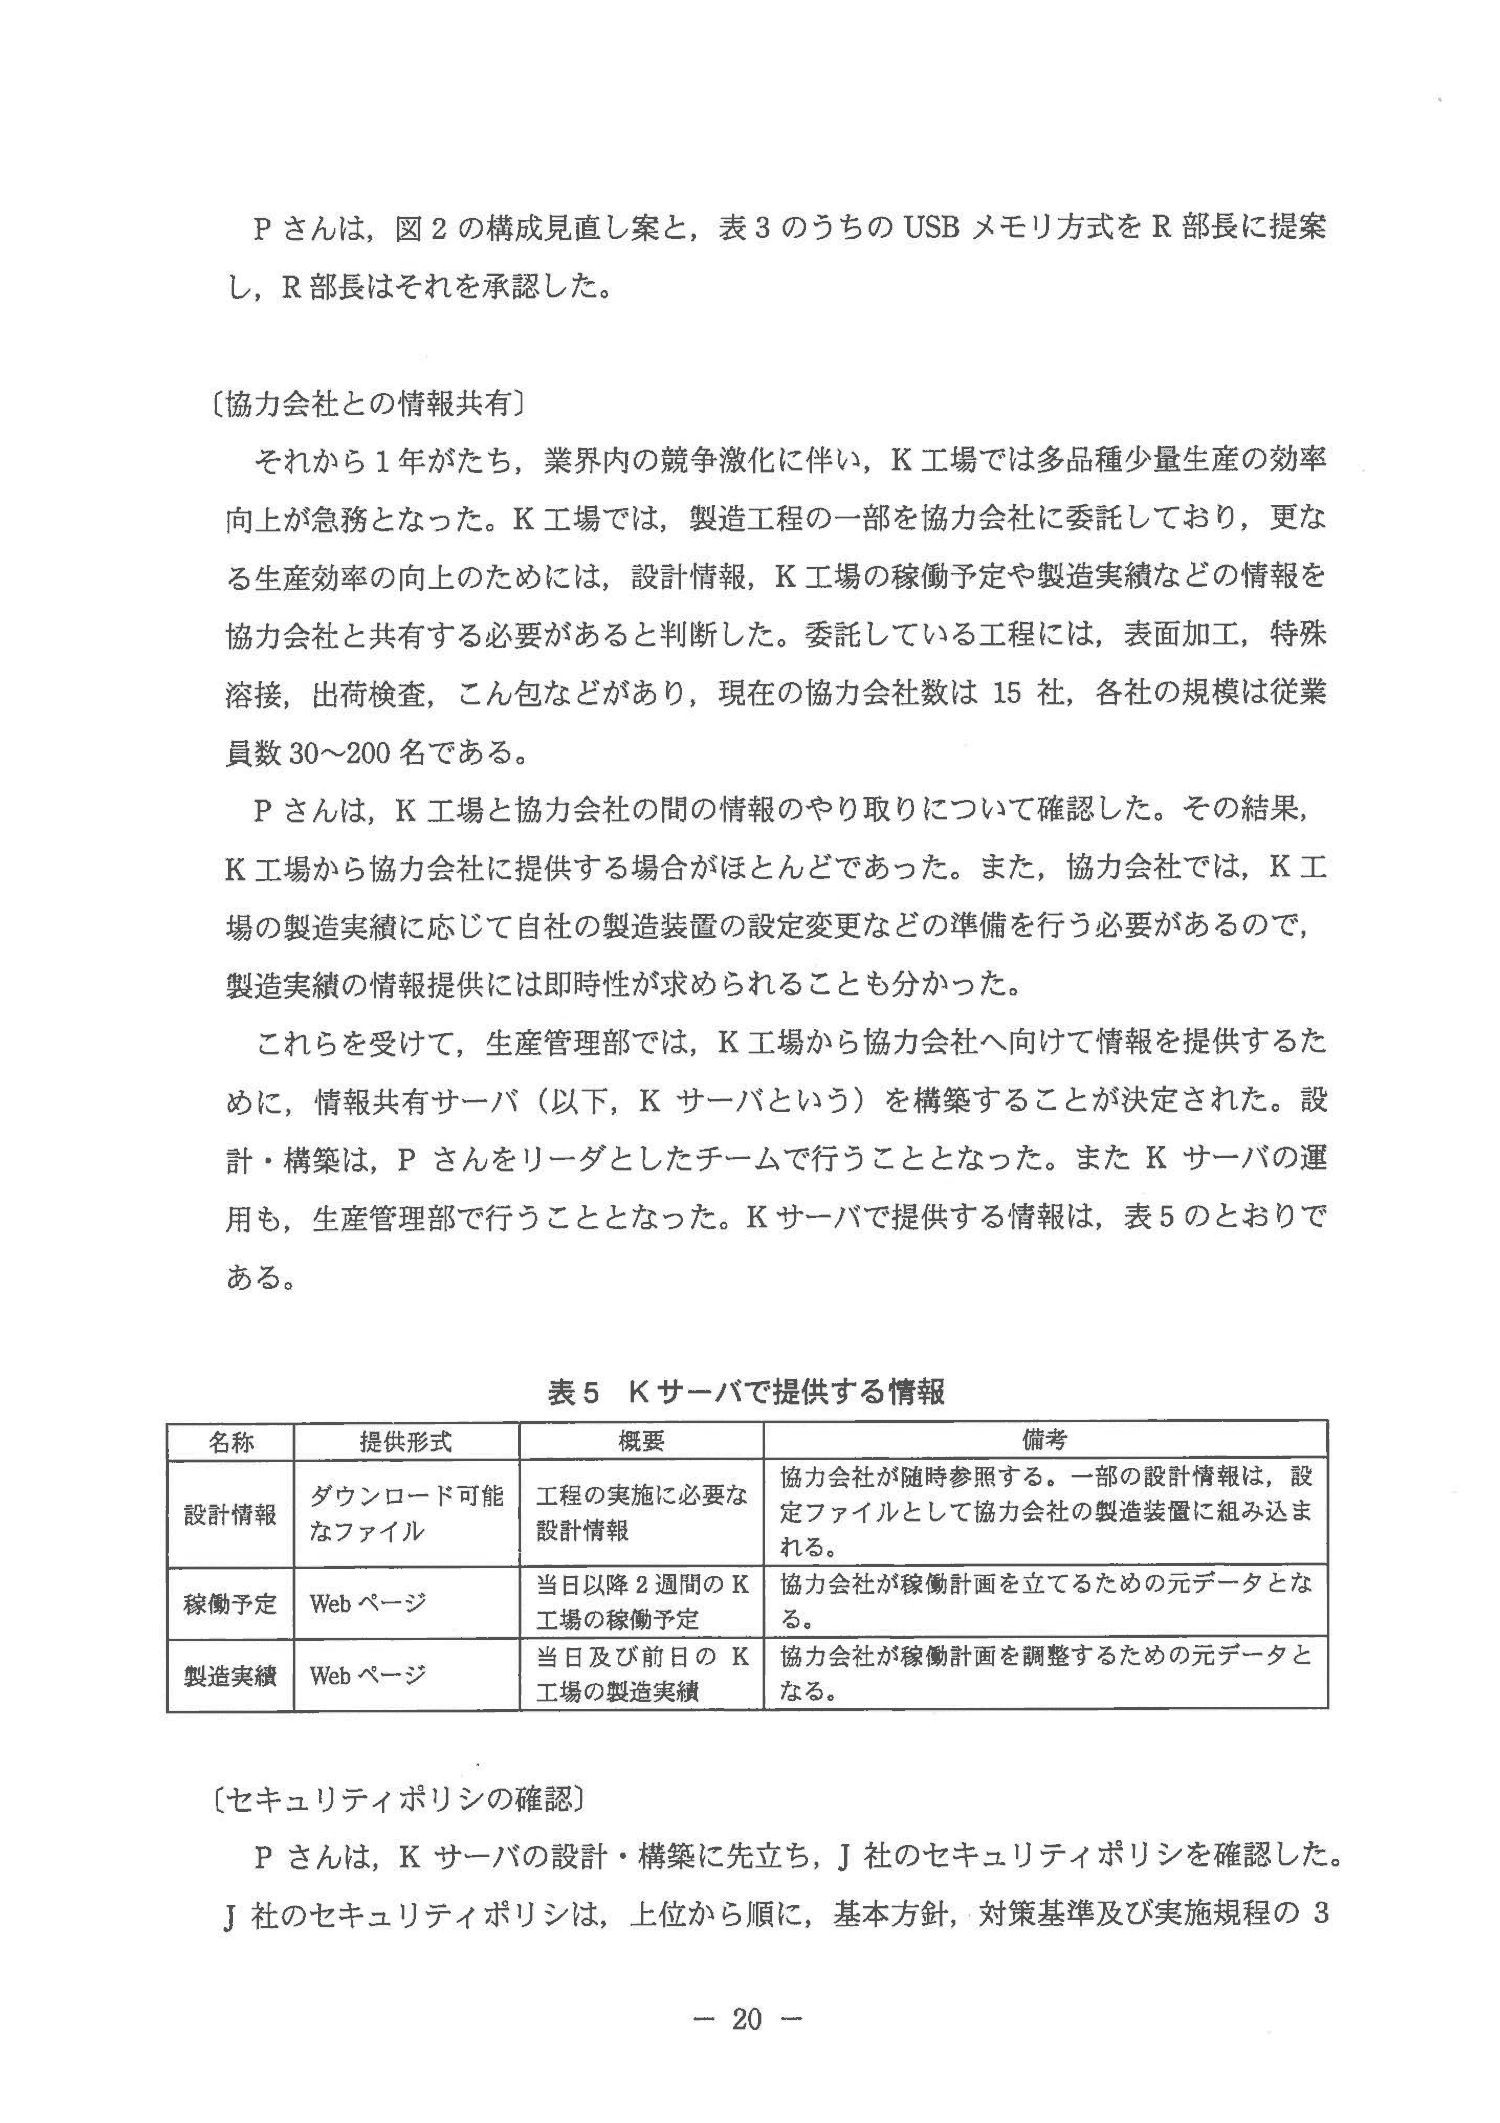 P さんは，図 2 の構成見直し案と，表 3 のうちの USB メモリ方式を R 部長に提案
し，R 部長はそれを承認した。
〔協力会社との情報共有〕
それから 1 年がたち，業界内の競争激化に伴い，K 工場では多品種少量生産の効率
向上が急務となった。K 工場では，製造工程の一部を協力会社に委託しており，更な
る生産効率の向上のためには，設計情報，K 工場の稼働予定や製造実績などの情報を
協力会社と共有する必要があると判断した。委託している工程には，表面加工，特殊
溶接，出荷検査，こん包などがあり，現在の協力会社数は 15 社，各社の規模は従業
員数 30～200 名である。
P さんは，K 工場と協力会社の間の情報のやり取りについて確認した。その結果，
K 工場から協力会社に提供する場合がほとんどであった。また，協力会社では，K 工
場の製造実績に応じて自社の製造装置の設定変更などの準備を行う必要があるので，
製造実績の情報提供には即時性が求められることも分かった。
これらを受けて，生産管理部では，K 工場から協力会社へ向けて情報を提供するた
めに，情報共有サーバ（以下，K サーバという）を構築することが決定された。設
計・構築は，P さんをリーダとしたチームで行うこととなった。また K サーバの運
用も，生産管理部で行うこととなった。K サーバで提供する情報は，表 5 のとおりで
ある。
表 5　K サーバで提供する情報
名称　提供形式　概要　備考
設計情報
ダウンロード可能
なファイル
工程の実施に必要な
設計情報
協力会社が随時参照する。一部の設計情報は，設
定ファイルとして協力会社の製造装置に組み込ま
れる。
稼働予定
Web ページ
当日以降 2 週間の K
工場の稼働予定
協力会社が稼働計画を立てるための元データとな
る。
製造実績
Web ページ
当日及び前日の K
工場の製造実績
協力会社が稼働計画を調整するための元データと
なる。
〔セキュリティポリシの確認〕
P さんは，K サーバの設計・構築に先立ち，J 社のセキュリティポリシを確認した。
J 社のセキュリティポリシは，上位から順に，基本方針，対策基準及び実施規程の 3
－ 20 －